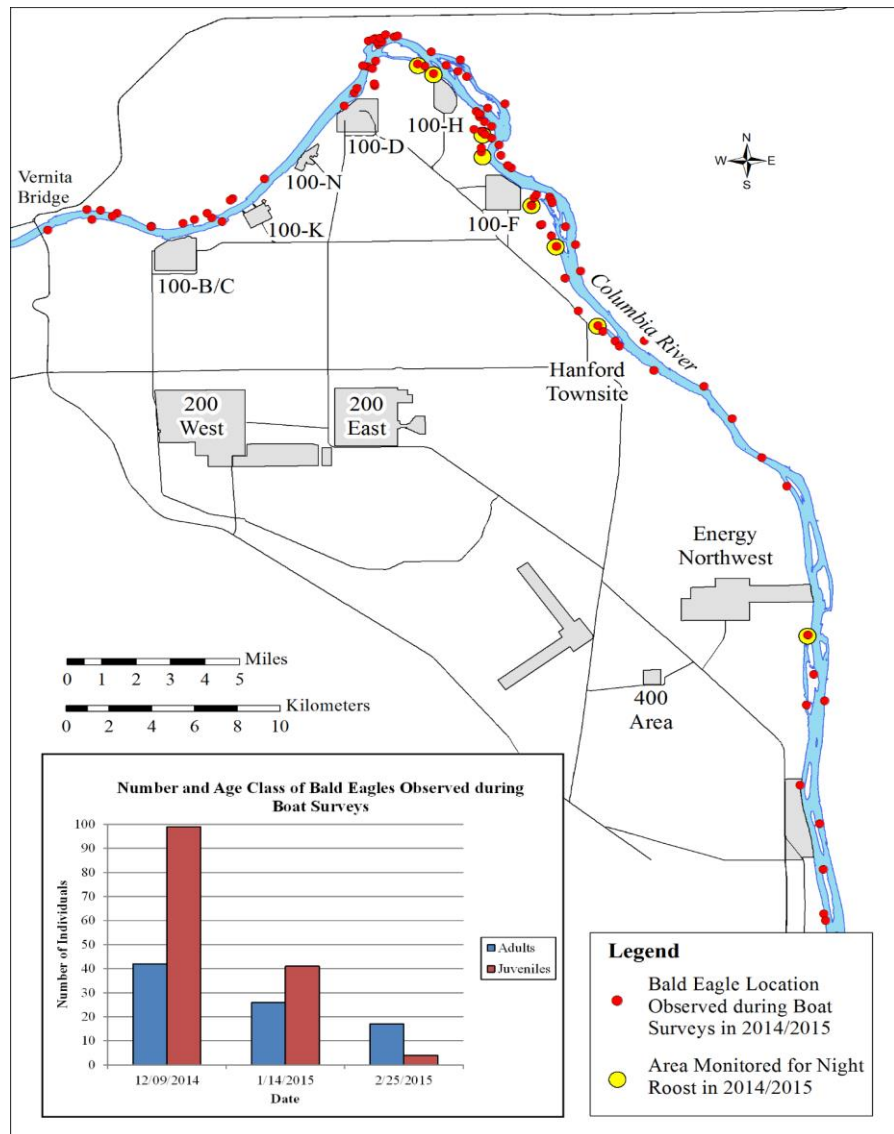 100-H
100-D
N
W E
S
100-N
Vernita
Bridge
100-F
100-K
100-B/C
Columbia River
Hanford
Townsite
200
West
200
East
Energy
Northwest
Miles
0 1 2 3 4 5
Kilometers
0 2 4 6 8 10
400
Area
Number and Age Class of Bald Eagles Observed during
Boat Surveys
Number of Individuals
100
90
80
70
60
50
40
30
20
10
0
12/09/2014 1/14/2015 2/25/2015
Date
Adults
Juveniles
Legend
Bald Eagle Location
Observed during Boat
Surveys in 2014/2015
Area Monitored for Night
Roost in 2014/2015